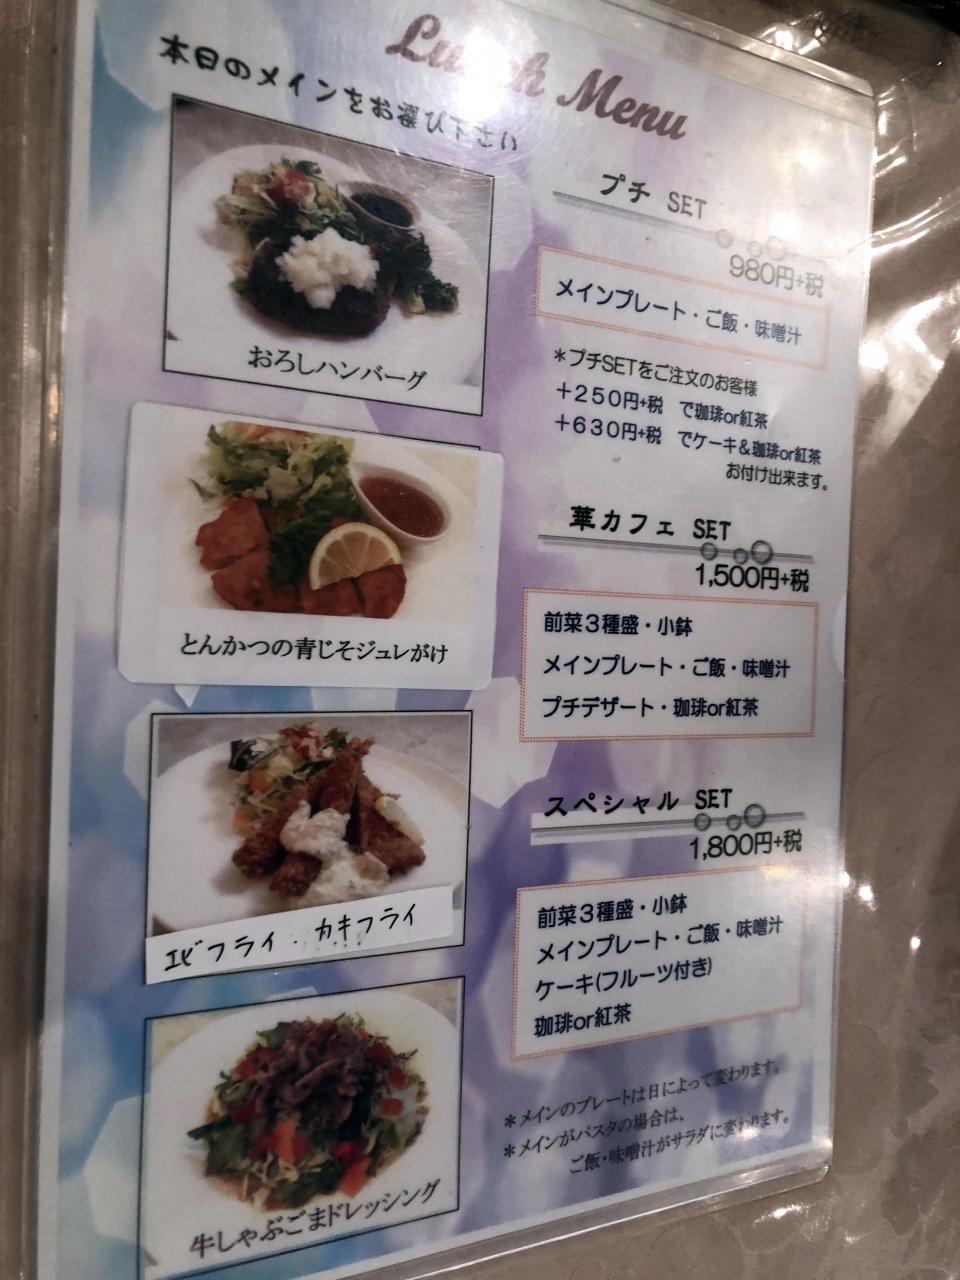 Lunch Menu
本日のメインをお選び下さい
おろしハンバーグ
とんかつの青じそジュレがけ
エビフライ・カキフライ
牛しゃぶごまドレッシング
プチ SET
980円+税
メインプレート・ご飯・味噌汁
＊プチSETをご注文のお客様
＋250円+税 で珈琲or紅茶
＋630円+税 でケーキ&珈琲or紅茶
お付け出来ます。
華カフェ SET
1,500円+税
前菜3種盛・小鉢
メインプレート・ご飯・味噌汁
プチデザート・珈琲or紅茶
スペシャル SET
1,800円+税
前菜3種盛・小鉢
メインプレート・ご飯・味噌汁
ケーキ(フルーツ付き)
珈琲or紅茶
＊メインのプレートは日によって変わります。
＊メインがパスタの場合は、
ご飯・味噌汁がサラダに変わります。